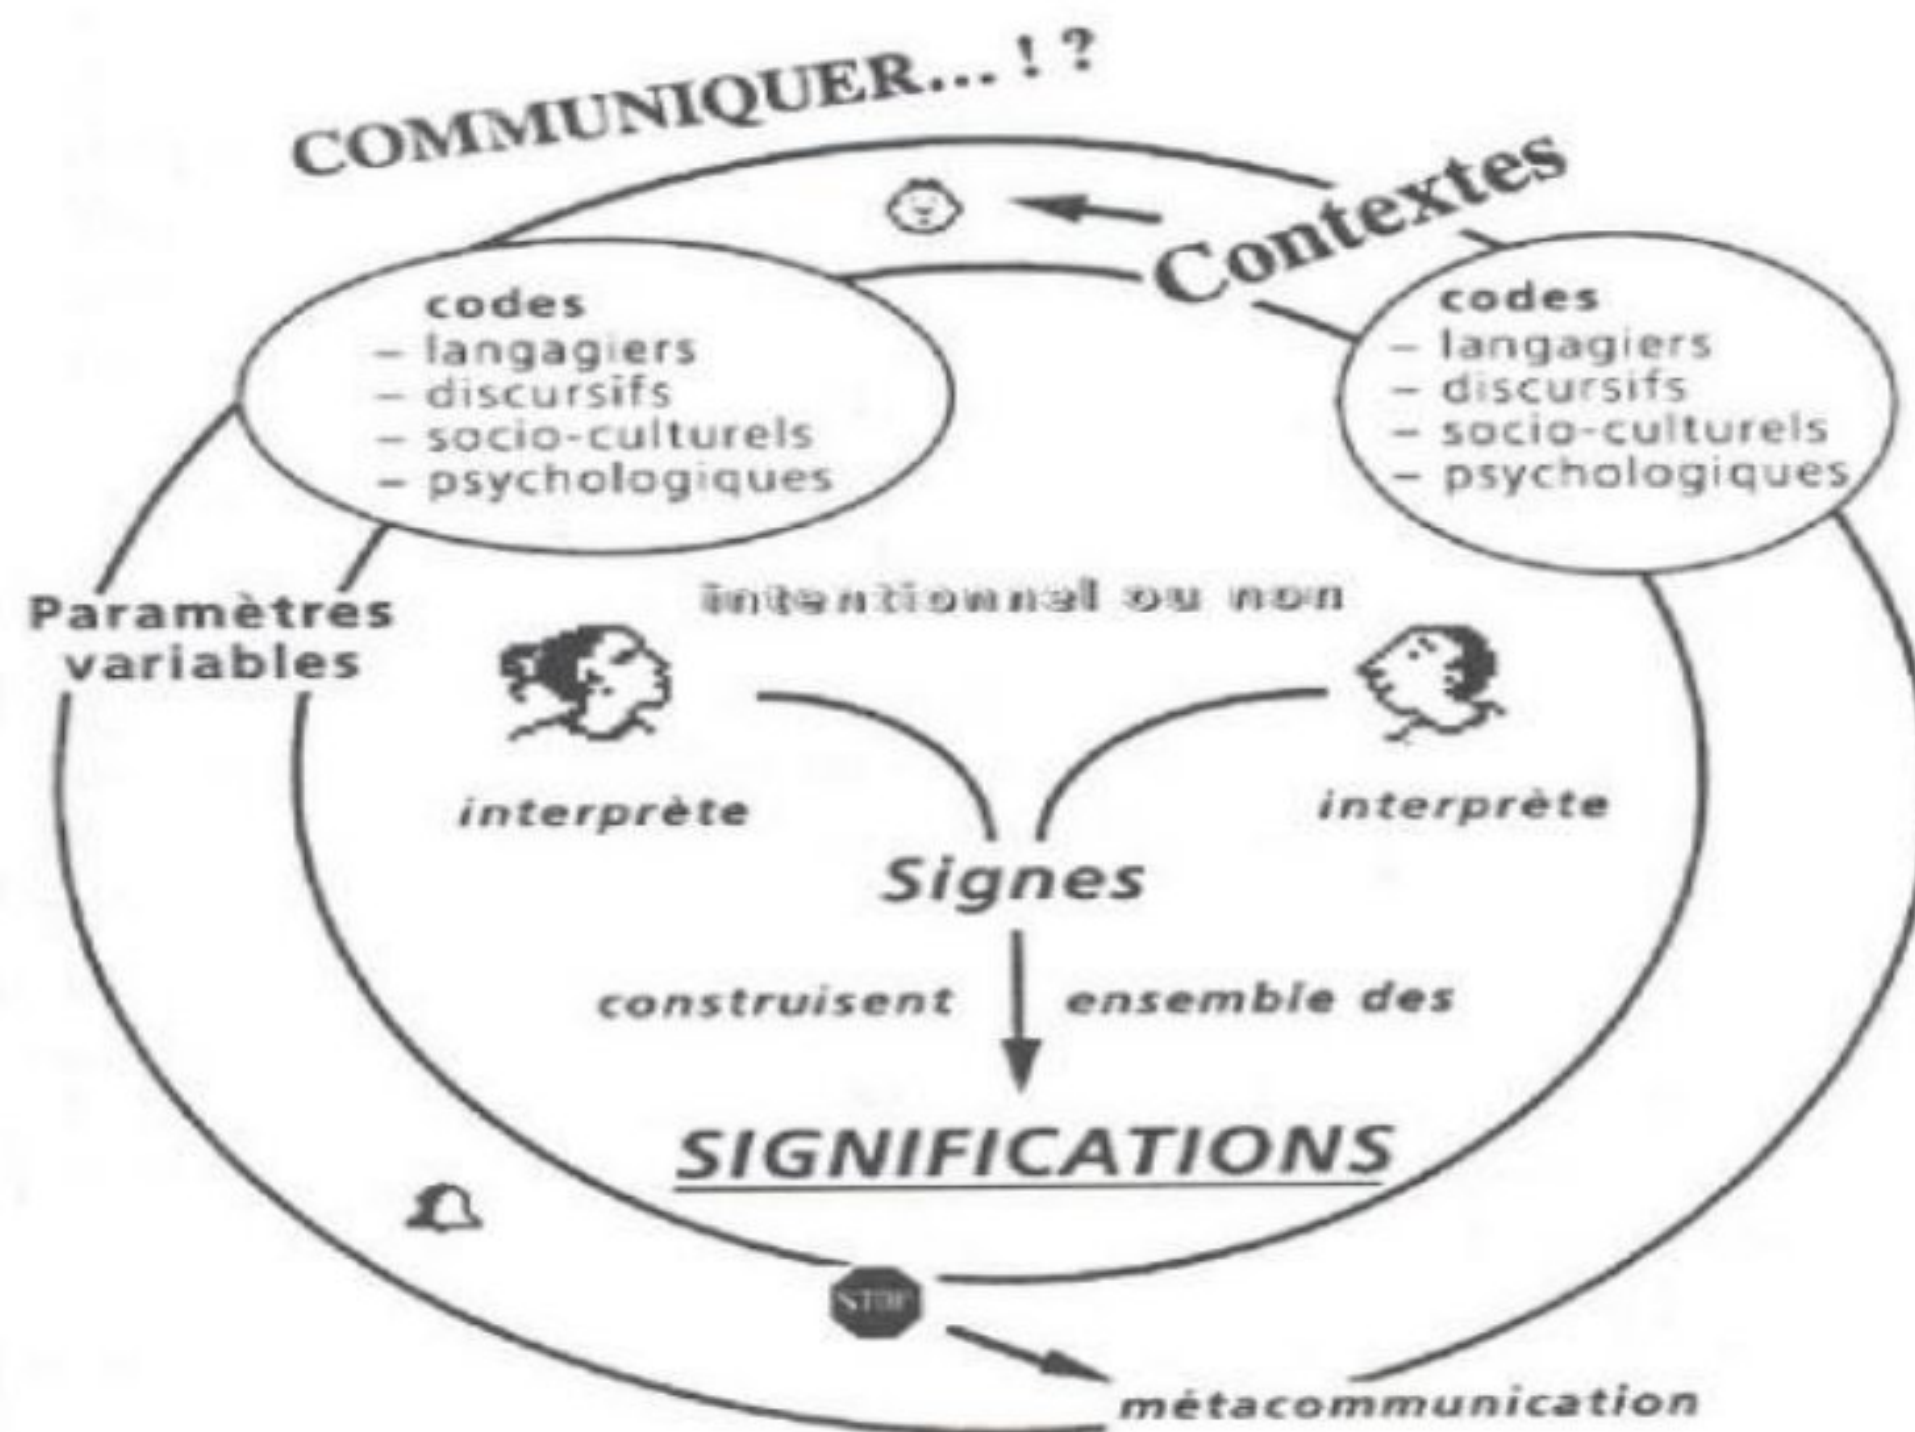 COMMUNIQUER... ! ?
Contextes
codes
– langagiers
– discursifs
– socio-culturels
– psychologiques
codes
– langagiers
– discursifs
– socio-culturels
– psychologiques
Paramètres
variables
intentionnel ou non
interprète
interprète
Signes
construisent ensemble des
SIGNIFICATIONS
STOP
métacommunication